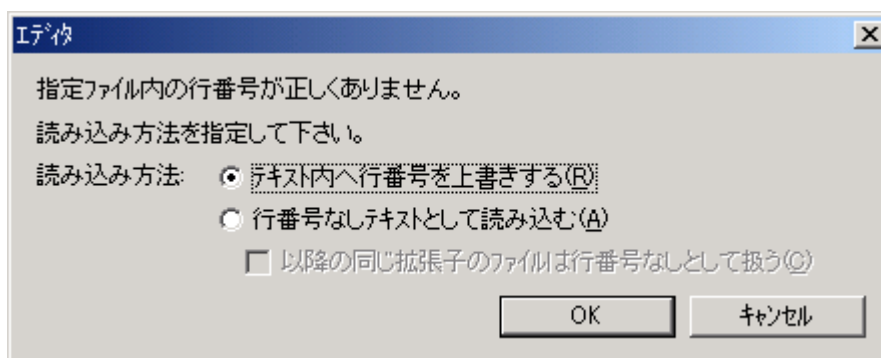 ｴﾃﾞｨﾀ
指定ﾌｧｲﾙ内の行番号が正しくありません。
読み込み方法を指定して下さい。
読み込み方法: ﾃｷｽﾄ内へ行番号を上書きする(R)
行番号なしﾃｷｽﾄとして読み込む(A)
以降の同じ拡張子のﾌｧｲﾙは行番号なしとして扱う(C)
OK ｷｬﾝｾﾙ